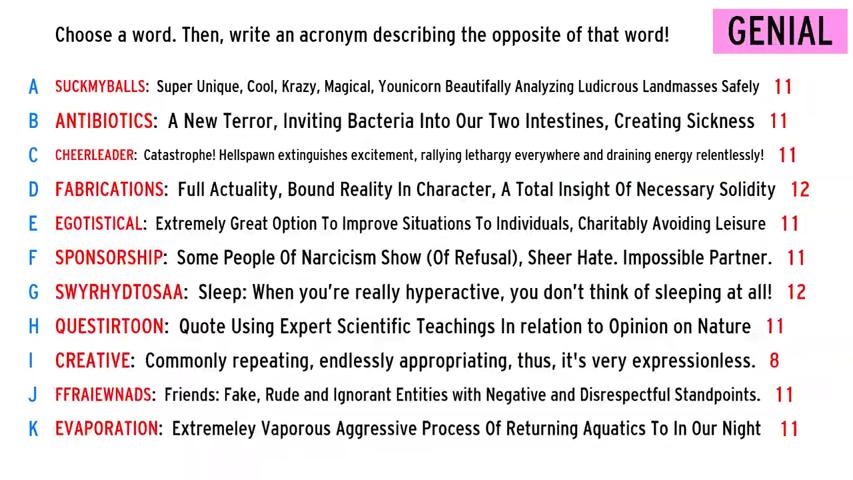 Choose a word. Then, write an acronym describing the opposite of that word!
GENIAL
A SUCKMYBALLS: Super Unique, Cool, Krazy, Magical, Younicorn Beautifally Analyzing Ludicrous Landmasses Safely 11
B ANTIBIOTICS: A New Terror, Inviting Bacteria Into Our Two Intestines, Creating Sickness 11
C CHEERLEADER: Catastrophe! Hellspawn extinguishes excitement, rallying lethargy everywhere and draining energy relentlessly! 11
D FABRICATIONS: Full Actuality, Bound Reality In Character, A Total Insight Of Necessary Solidity 12
E EGOTISTICAL: Extremely Great Option To Improve Situations To Individuals, Charitably Avoiding Leisure 11
F SPONSORSHIP: Some People Of Narcicism Show (Of Refusal), Sheer Hate. Impossible Partner. 11
G SWYRHYDTOSAA: Sleep: When you're really hyperactive, you don't think of sleeping at all! 12
H QUESTIRTOON: Quote Using Expert Scientific Teachings In relation to Opinion on Nature 11
I CREATIVE: Commonly repeating, endlessly appropriating, thus, it's very expressionless. 8
J FFRAIEWNADS: Friends: Fake, Rude and Ignorant Entities with Negative and Disrespectful Standpoints. 11
K EVAPORATION: Extremeley Vaporous Aggressive Process Of Returning Aquatics To In Our Night 11